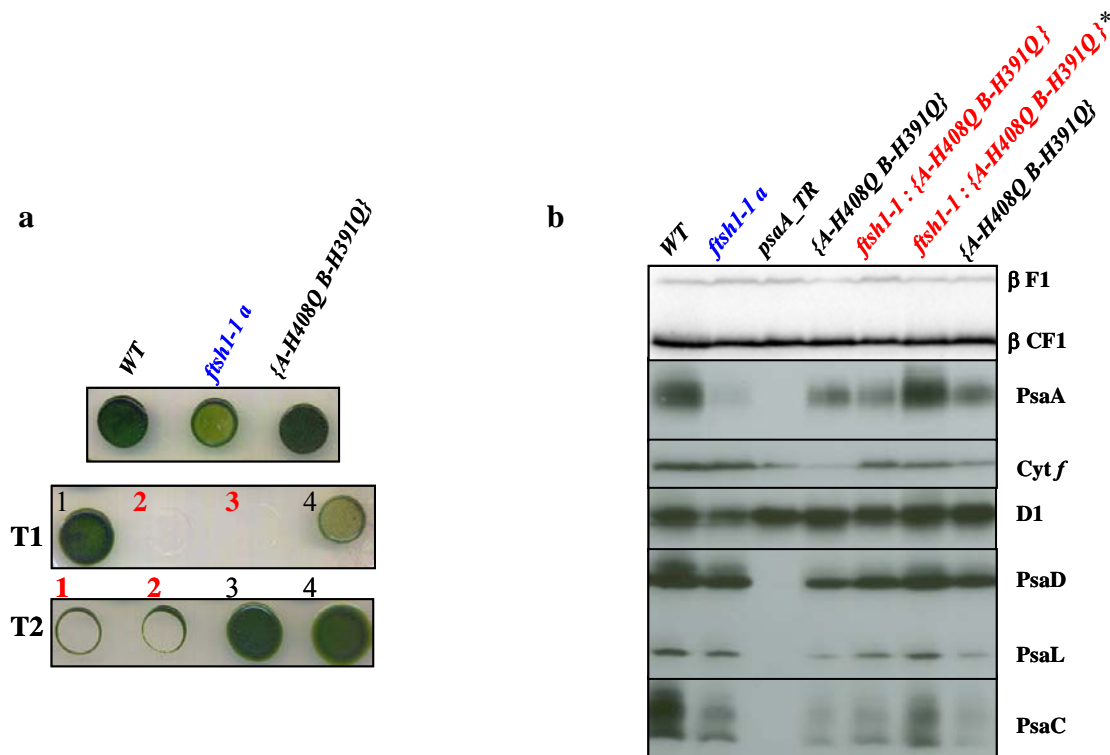 a
WT
ftsh1-1 a
{A-H408Q B-H391Q}
T1
1
2
3
4
T2
1
2
3
4
b
WT
ftsh1-1 a
psaA_TR
{A-H408Q B-H391Q}
ftsh1-1 : {A-H408Q B-H391Q}
ftsh1-1 : {A-H408Q B-H391Q}*
{A-H408Q B-H391Q}
β F1
β CF1
PsaA
Cyt f
D1
PsaD
PsaL
PsaC